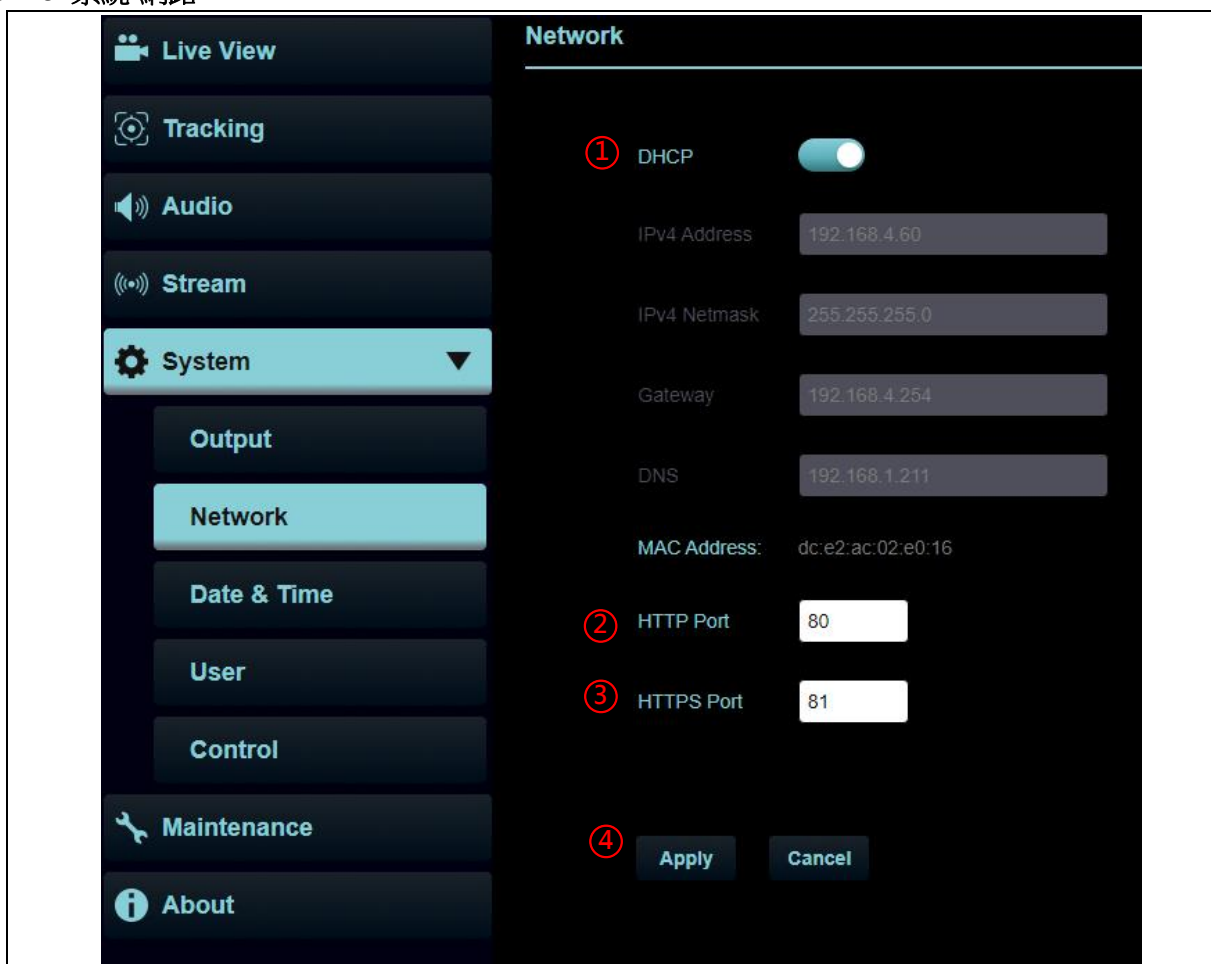 Live View
Tracking
Audio
Stream
System
Output
Network
Date & Time
User
Control
Maintenance
About
Network
① DHCP
IPv4 Address 192.168.4.60
IPv4 Netmask 255.255.255.0
Gateway 192.168.4.254
DNS 192.168.1.211
MAC Address: dc:e2:ac:02:e0:16
② HTTP Port 80
③ HTTPS Port 81
④ Apply Cancel